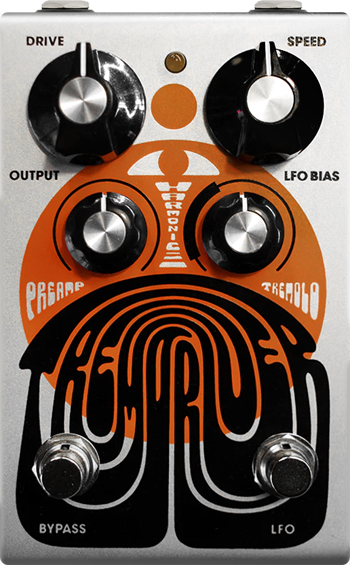 DRIVE SPEED
OUTPUT LFO BIAS
HARMONIC
PREAMP TREMOLO
BYPASS LFO